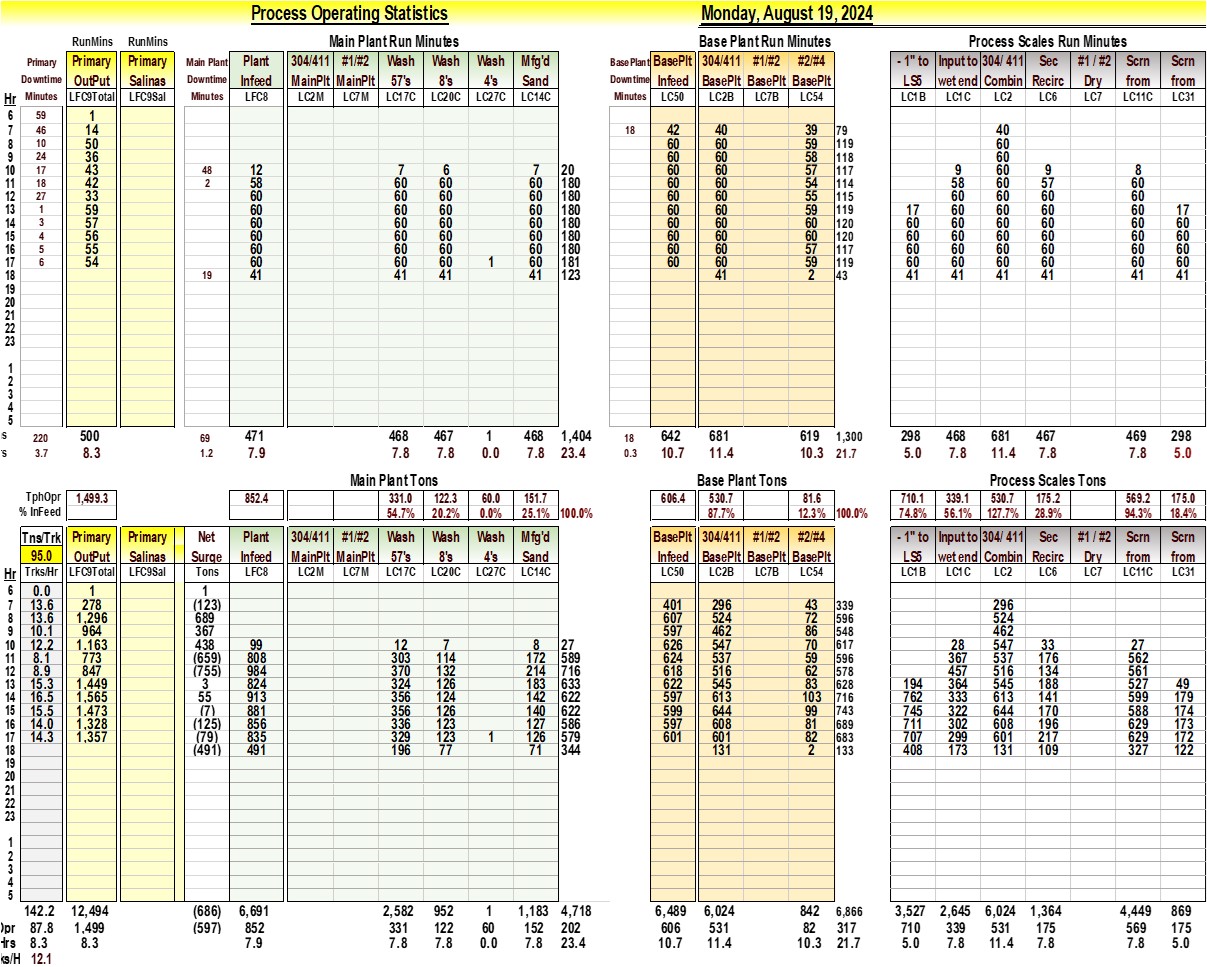 Process Operating Statistics Monday, August 19, 2024
RunMins RunMins Main Plant Run Minutes Base Plant Run Minutes Process Scales Run Minutes
Primary Primary Primary Main Plant Plant 304/411 #1/#2 Wash Wash Wash Mfg'd BasePlant BasePlt 304/411 #1/#2 #2/#4 - 1" to Input to 304/ 411 Sec #1 / #2 Scrn Scrn
Downtime OutPut Salinas Downtime Infeed MainPlt MainPlt 57's 8's 4's Sand Downtime Infeed BasePlt BasePlt BasePlt LS5 wet end Combin Recirc Dry from from
Hr Minutes LFC9Total LFC9Sal Minutes LFC8 LC2M LC7M LC17C LC20C LC27C LC14C Minutes LC50 LC2B LC7B LC54 LC1B LC1C LC2 LC6 LC7 LC11C LC31
6 59 1
7 46 14 18 42 40 39 79 40
8 10 50 60 60 59 119 60
9 24 36 60 60 58 118 60
10 17 43 48 12 7 6 7 20 60 60 57 117 9 60 9 8
11 18 42 2 58 60 60 60 180 60 60 54 114 58 60 57 60
12 27 33 60 60 60 60 180 60 60 55 115 60 60 60 60
13 1 59 60 60 60 60 180 60 60 59 119 17 60 60 60 60 17
14 3 57 60 60 60 60 180 60 60 60 120 60 60 60 60 60 60
15 4 56 60 60 60 60 180 60 60 60 120 60 60 60 60 60 60
16 5 55 60 60 60 60 180 60 60 57 117 60 60 60 60 60 60
17 6 54 60 60 60 1 60 181 60 60 59 119 60 60 60 60 60 60
18 19 41 41 41 41 123 41 2 43 41 41 41 41 41 41
19
20
21
22
23
1
2
3
4
5
s 220 500 69 471 468 467 1 468 1,404 18 642 681 619 1,300 298 468 681 467 469 298
's 3.7 8.3 1.2 7.9 7.8 7.8 0.0 7.8 23.4 0.3 10.7 11.4 10.3 21.7 5.0 7.8 11.4 7.8 7.8 5.0
Main Plant Tons Base Plant Tons Process Scales Tons
TphOpr 1,499.3 852.4 331.0 122.3 60.0 151.7 606.4 530.7 81.6 710.1 339.1 530.7 175.2 569.2 175.0
% InFeed 54.7% 20.2% 0.0% 25.1% 100.0% 87.7% 12.3% 100.0% 74.8% 56.1% 127.7% 28.9% 94.3% 18.4%
Tns/Trk Primary Primary Net Plant 304/411 #1/#2 Wash Wash Wash Mfg'd BasePlt 304/411 #1/#2 #2/#4 - 1" to Input to 304/ 411 Sec #1 / #2 Scrn Scrn
95.0 OutPut Salinas Surge Infeed MainPlt MainPlt 57's 8's 4's Sand Infeed BasePlt BasePlt BasePlt LS5 wet end Combin Recirc Dry from from
Hr Trks/Hr LFC9Total LFC9Sal Tons LFC8 LC2M LC7M LC17C LC20C LC27C LC14C LC50 LC2B LC7B LC54 LC1B LC1C LC2 LC6 LC7 LC11C LC31
6 0.0 1 1
7 13.6 278 (123) 401 296 43 339 296
8 13.6 1,296 689 607 524 72 596 524
9 10.1 964 367 597 462 86 548 462
10 12.2 1,163 438 99 12 7 8 27 626 547 70 617 28 547 33 27
11 8.1 773 (659) 808 303 114 172 589 624 537 59 596 367 537 176 562
12 8.9 847 (755) 984 370 132 214 716 618 516 62 578 457 516 134 561
13 15.3 1,449 3 824 324 126 183 633 622 545 83 628 194 364 545 188 527 49
14 16.5 1,565 55 913 356 124 142 622 597 613 103 716 762 333 613 141 599 179
15 15.5 1,473 (7) 881 356 126 140 622 599 644 99 743 745 322 644 170 588 174
16 14.0 1,328 (125) 856 336 123 127 586 597 608 81 689 711 302 608 196 629 173
17 14.3 1,357 (79) 835 329 123 1 126 579 601 601 82 683 707 299 601 217 629 172
18 (491) 491 196 77 71 344 131 2 133 408 173 131 109 327 122
19
20
21
22
23
1
2
3
4
5
142.2 12,494 (686) 6,691 2,582 952 1 1,183 4,718 6,489 6,024 842 6,866 3,527 2,645 6,024 1,364 4,449 869
)pr 87.8 1,499 (597) 852 331 122 60 152 202 606 531 82 317 710 339 531 175 569 175
Hrs 8.3 8.3 7.9 7.8 7.8 0.0 7.8 23.4 10.7 11.4 10.3 21.7 5.0 7.8 11.4 7.8 7.8 5.0
ks/H 12.1